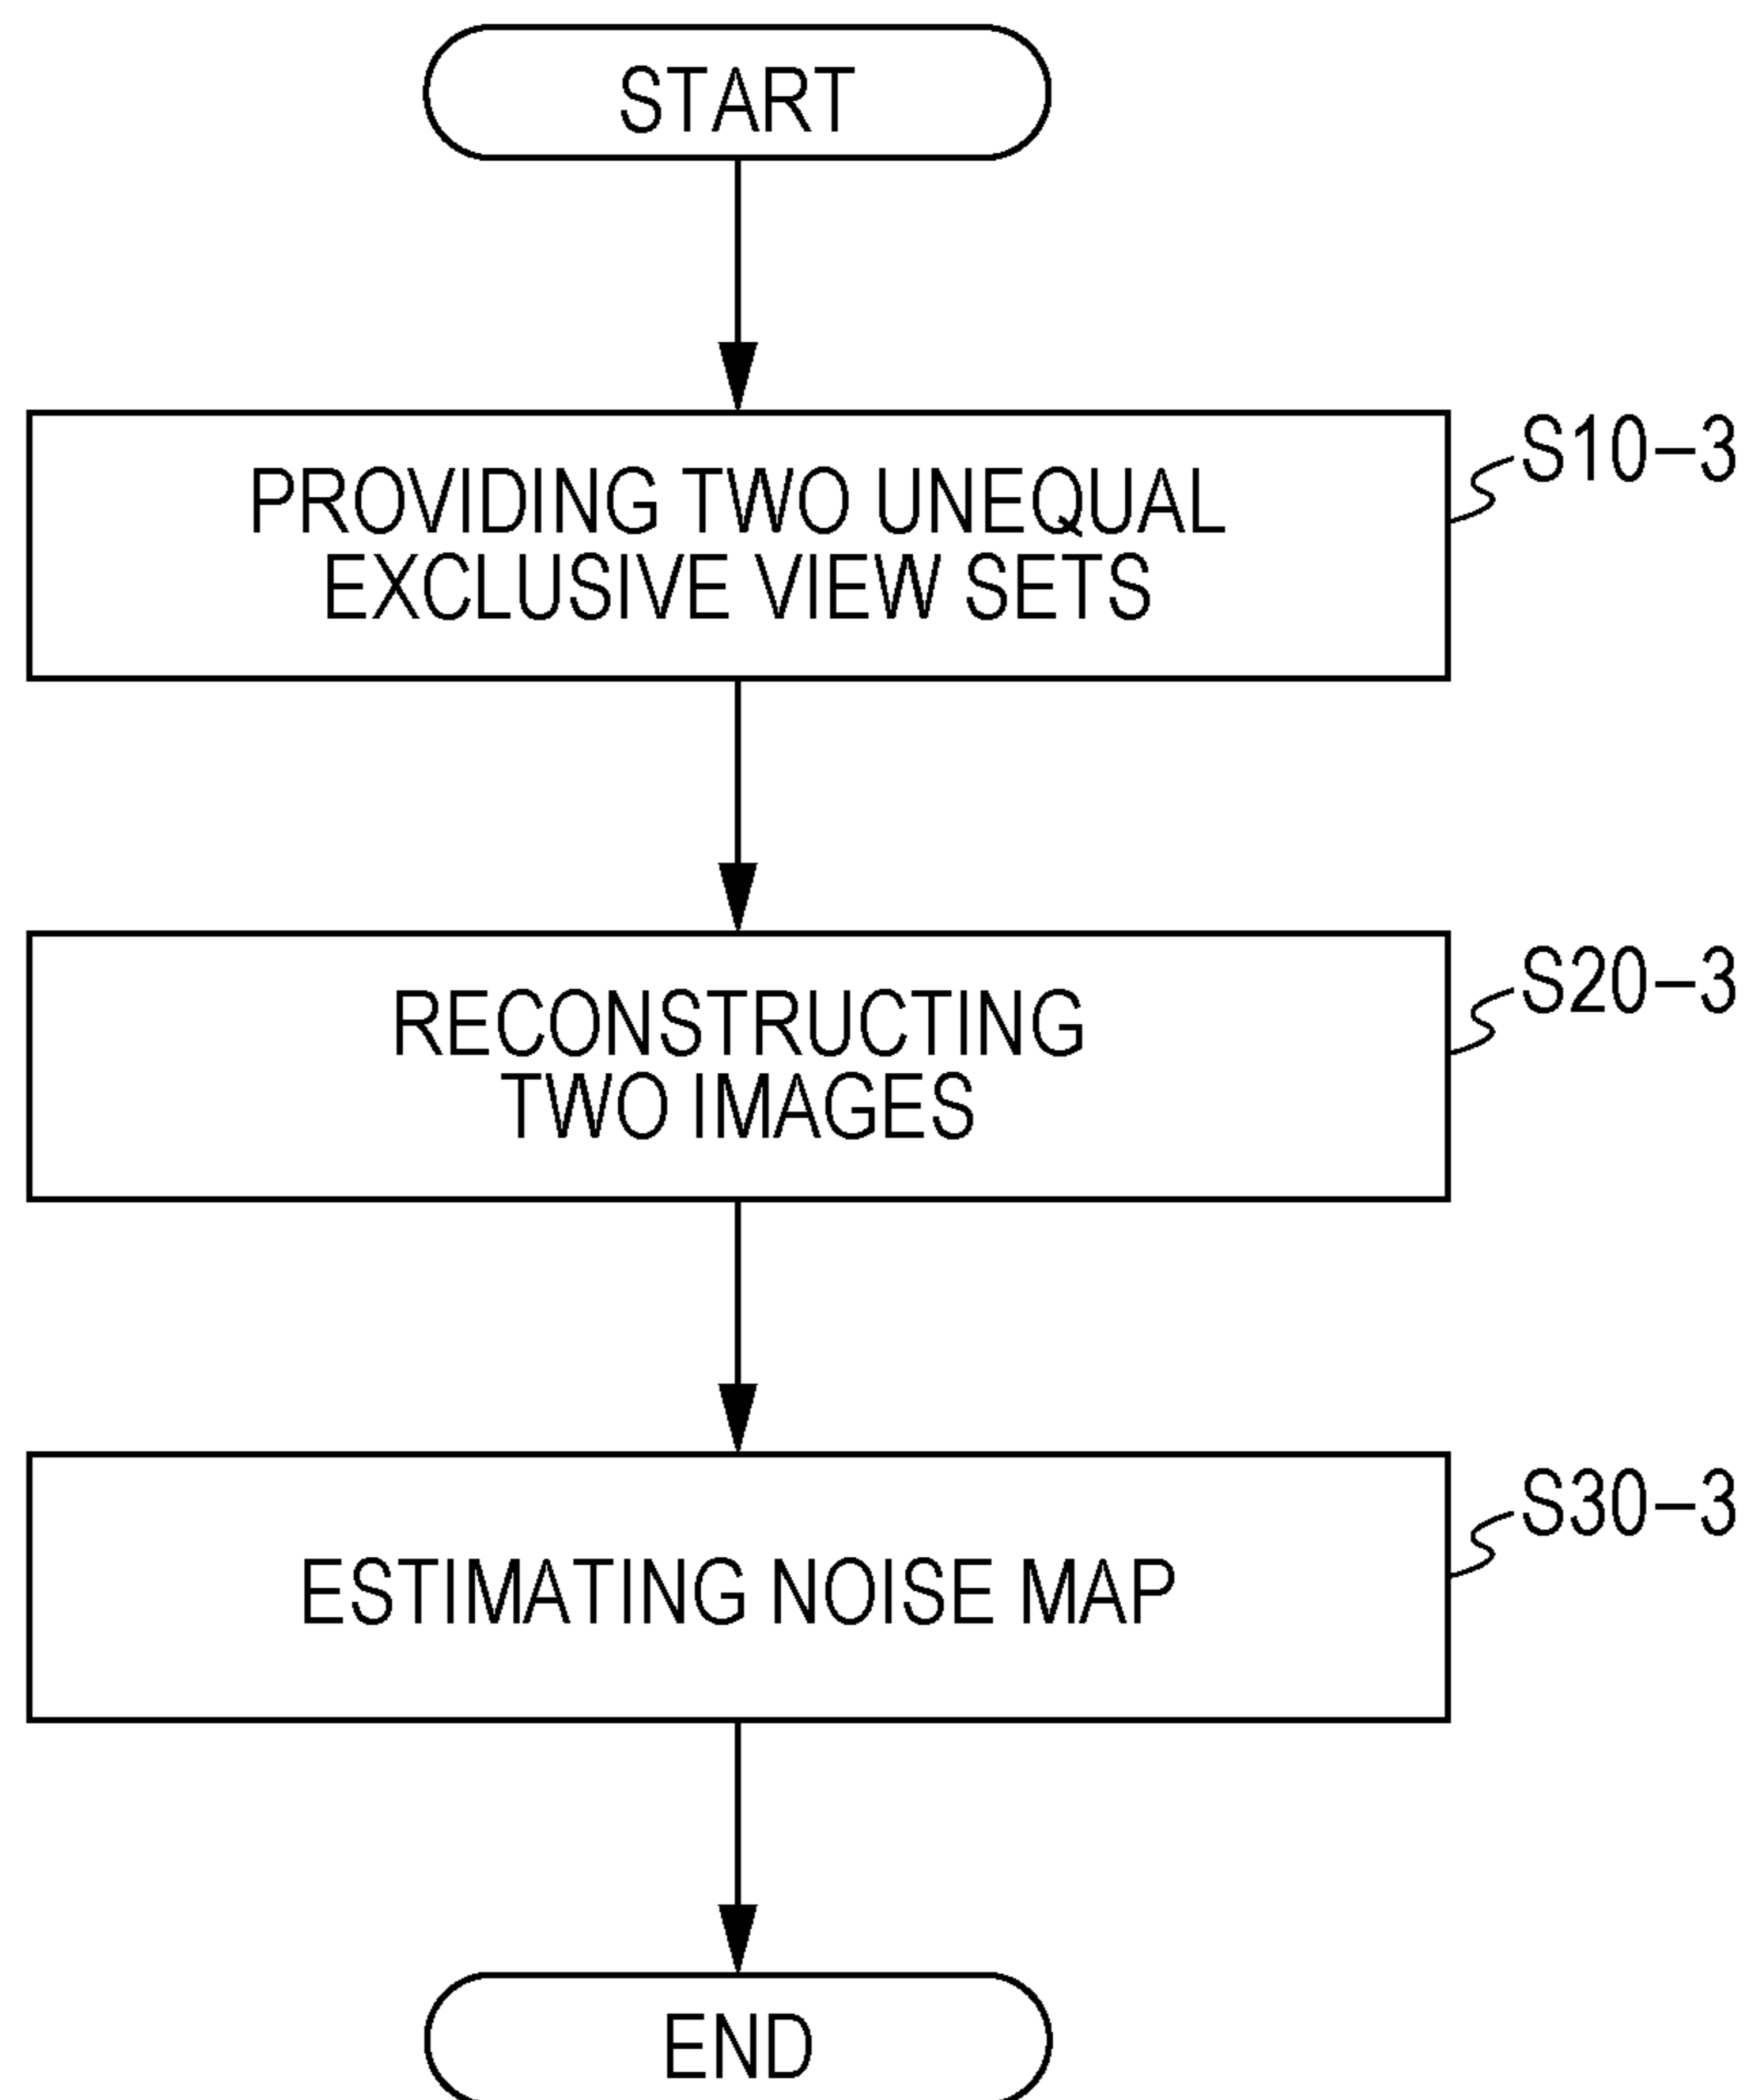 START
PROVIDING TWO UNEQUAL
EXCLUSIVE VIEW SETS
S10-3
RECONSTRUCTING
TWO IMAGES
S20-3
ESTIMATING NOISE MAP
S30-3
END